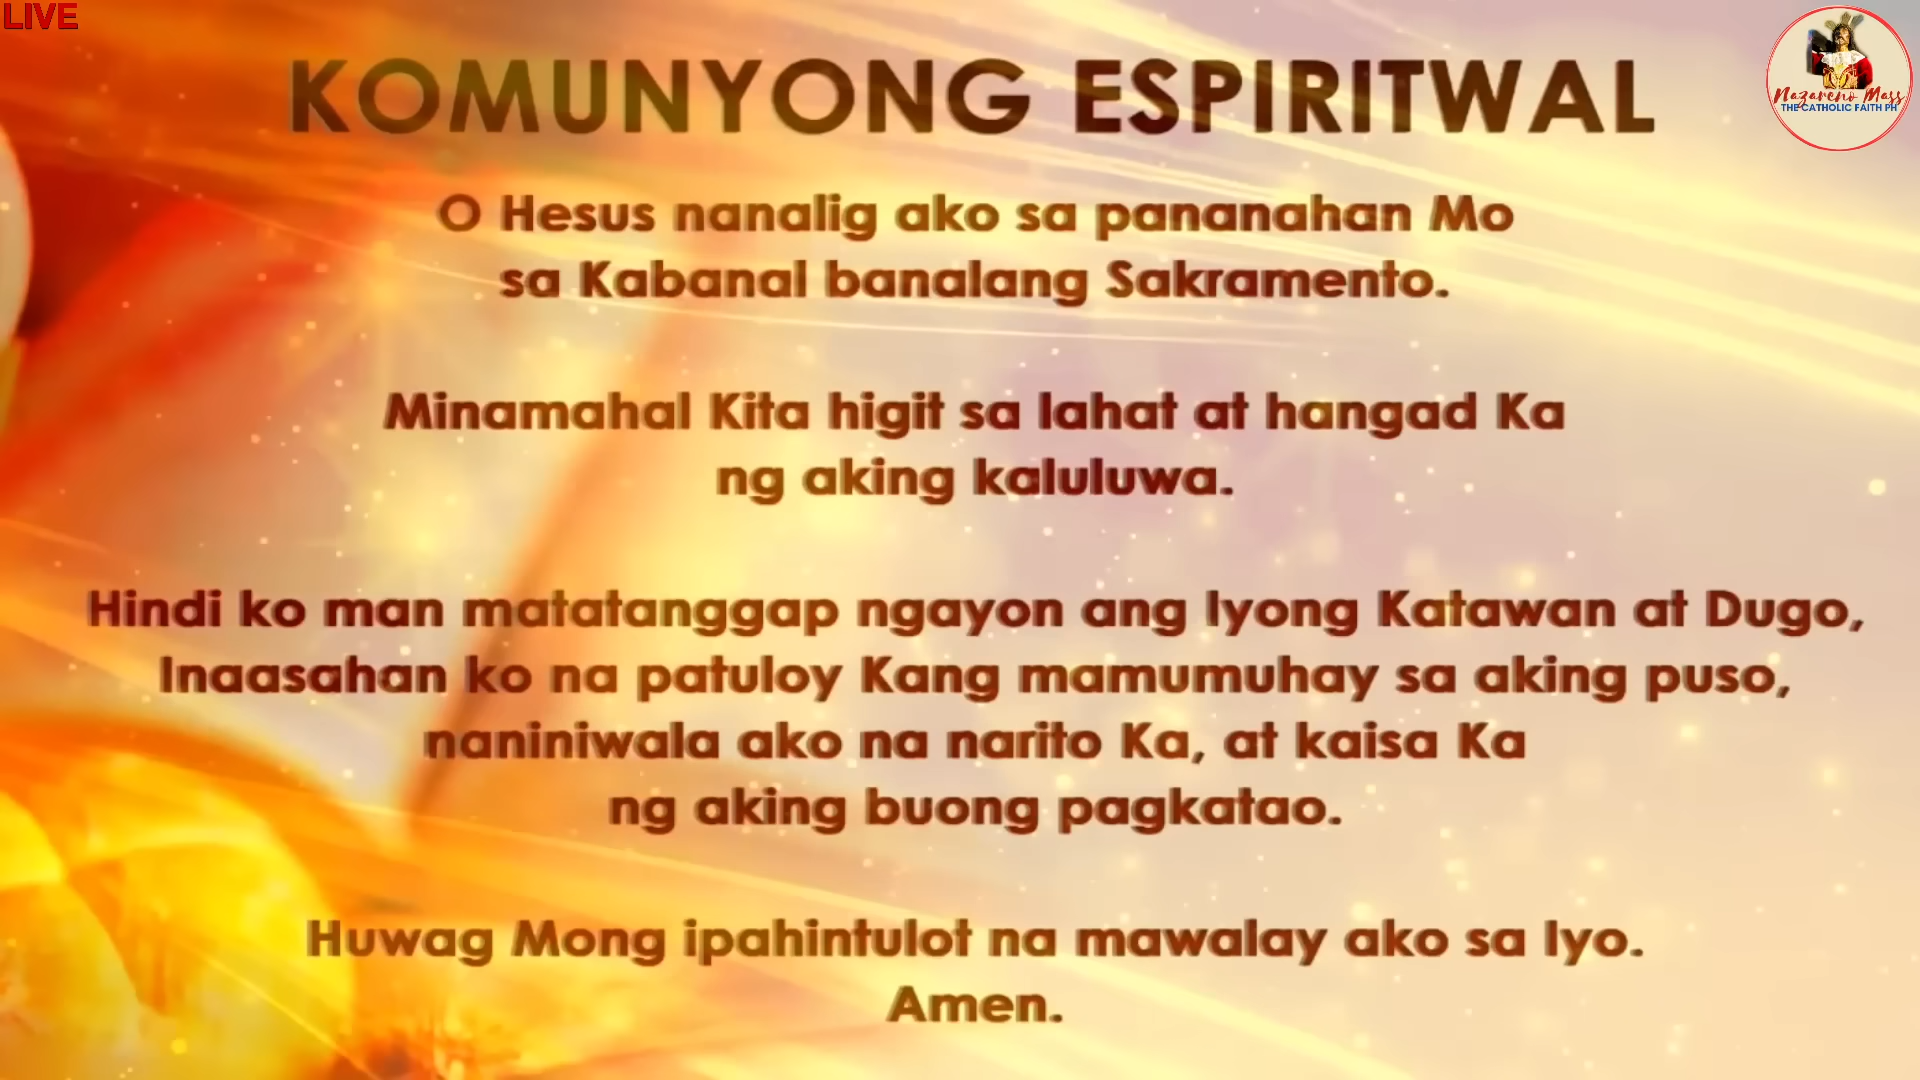 LIVE
KOMUNYONG ESPIRITWAL
Nazareno Mass
THE CATHOLIC FAITH PH
O Hesus nanalig ako sa pananahan Mo
sa Kabanal banalang Sakramento.
Minamahal Kita higit sa lahat at hangad Ka
ng aking kaluluwa.
Hindi ko man matatanggap ngayon ang Iyong Katawan at Dugo,
Inaasahan ko na patuloy Kang mamumuhay sa aking puso,
naniniwala ako na narito Ka, at kaisa Ka
ng aking buong pagkatao.
Huwag Mong ipahintulot na mawalay ako sa Iyo.
Amen.